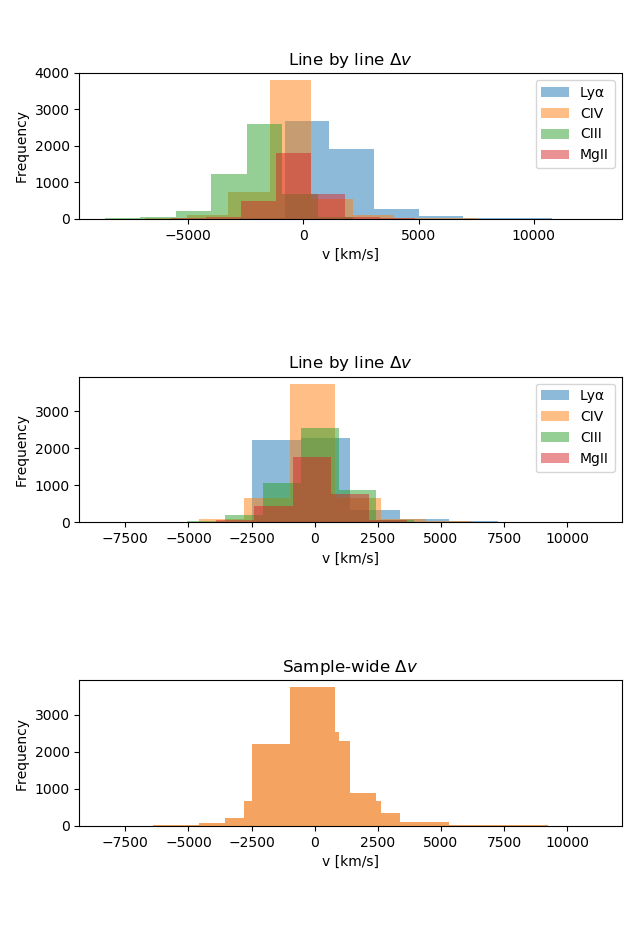 Line by line Δv
4000
3000
2000
1000
0
Frequency
Lyα
CIV
CIII
MgII
−5000 0 5000 10000
v [km/s]
Line by line Δv
3000
2000
1000
0
Frequency
Lyα
CIV
CIII
MgII
−7500 −5000 −2500 0 2500 5000 7500 10000
v [km/s]
Sample-wide Δv
3000
2000
1000
0
Frequency
−7500 −5000 −2500 0 2500 5000 7500 10000
v [km/s]